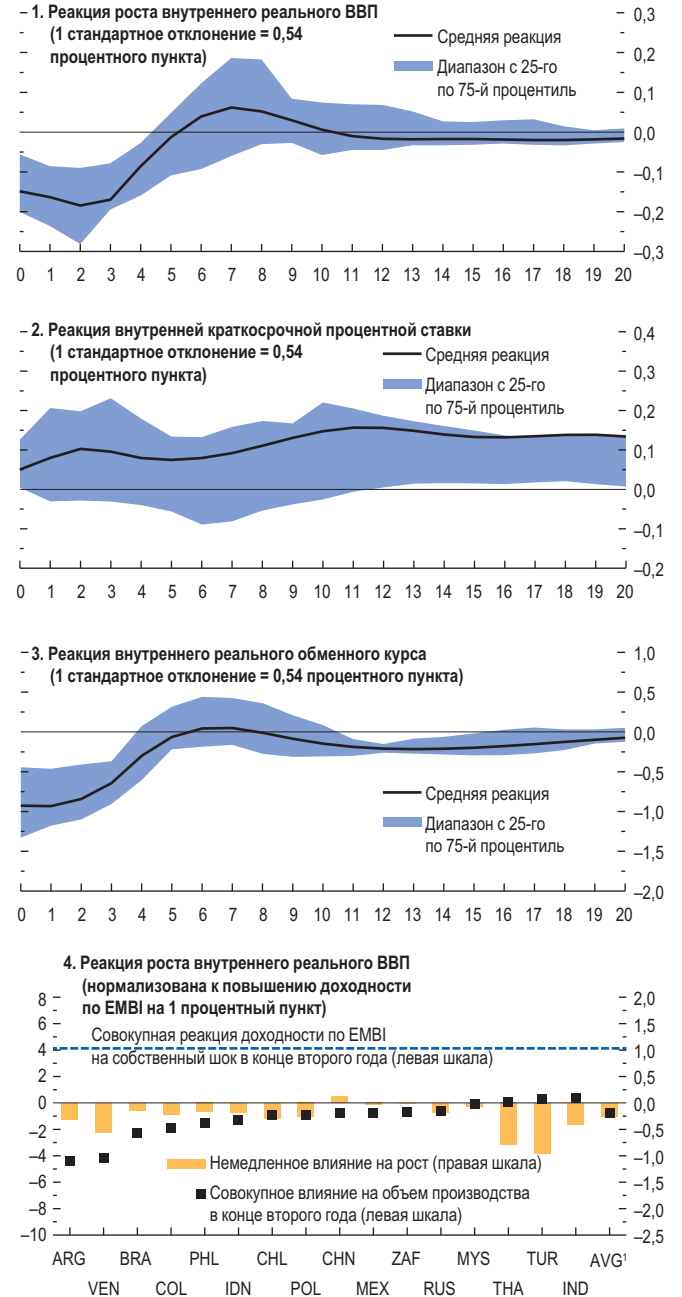 1. Реакция роста внутреннего реального ВВП
(1 стандартное отклонение = 0,54
процентного пункта)
Средняя реакция
Диапазон с 25-го
по 75-й процентиль
0,3
0,2
0,1
0,0
–0,1
–0,2
–0,3
0 1 2 3 4 5 6 7 8 9 10 11 12 13 14 15 16 17 18 19 20
2. Реакция внутренней краткосрочной процентной ставки
(1 стандартное отклонение = 0,54
процентного пункта)
Средняя реакция
Диапазон с 25-го
по 75-й процентиль
0,4
0,3
0,2
0,1
0,0
–0,1
–0,2
0 1 2 3 4 5 6 7 8 9 10 11 12 13 14 15 16 17 18 19 20
3. Реакция внутреннего реального обменного курса
(1 стандартное отклонение = 0,54 процентного пункта)
Средняя реакция
Диапазон с 25-го
по 75-й процентиль
1,0
0,5
0,0
–0,5
–1,0
–1,5
–2,0
0 1 2 3 4 5 6 7 8 9 10 11 12 13 14 15 16 17 18 19 20
4. Реакция роста внутреннего реального ВВП
(нормализована к повышению доходности
по EMBI на 1 процентный пункт)
Совокупная реакция доходности по EMBI
на собственный шок в конце второго года (левая шкала)
Немедленное влияние на рост (правая шкала)
Совокупное влияние на объем производства
в конце второго года (левая шкала)
8
6
4
2
0
–2
–4
–6
–8
–10
2,0
1,5
1,0
0,5
0,0
–0,5
–1,0
–1,5
–2,0
–2,5
ARG BRA PHL CHL CHN ZAF MYS TUR AVG¹
VEN COL IDN POL MEX RUS THA IND